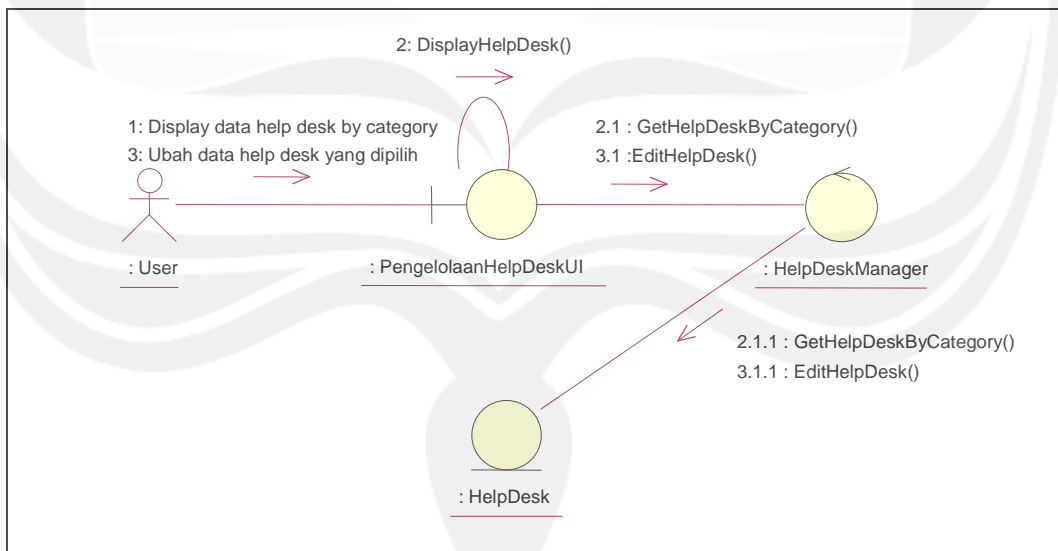 2: DisplayHelpDesk()
1: Display data help desk by category
3: Ubah data help desk yang dipilih
2.1 : GetHelpDeskByCategory()
3.1 :EditHelpDesk()
: User
: PengelolaanHelpDeskUI
: HelpDeskManager
2.1.1 : GetHelpDeskByCategory()
3.1.1 : EditHelpDesk()
: HelpDesk